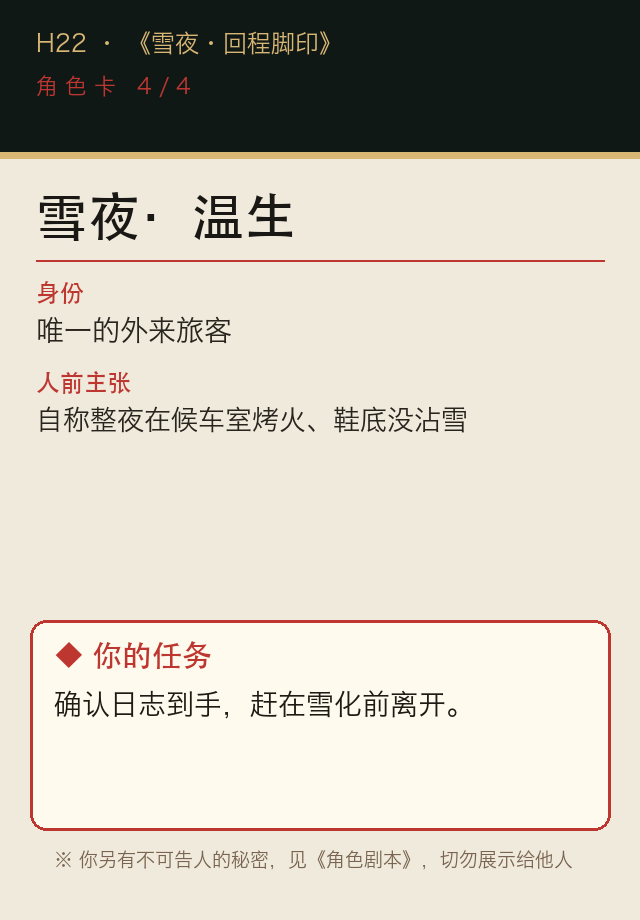 H22 · 《雪夜·回程脚印》
角色卡 4/4
雪夜· 温生
身份
唯一的外来旅客
人前主张
自称整夜在候车室烤火、鞋底没沾雪
◆ 你的任务
确认日志到手，赶在雪化前离开。
※ 你另有不可告人的秘密，见《角色剧本》，切勿展示给他人